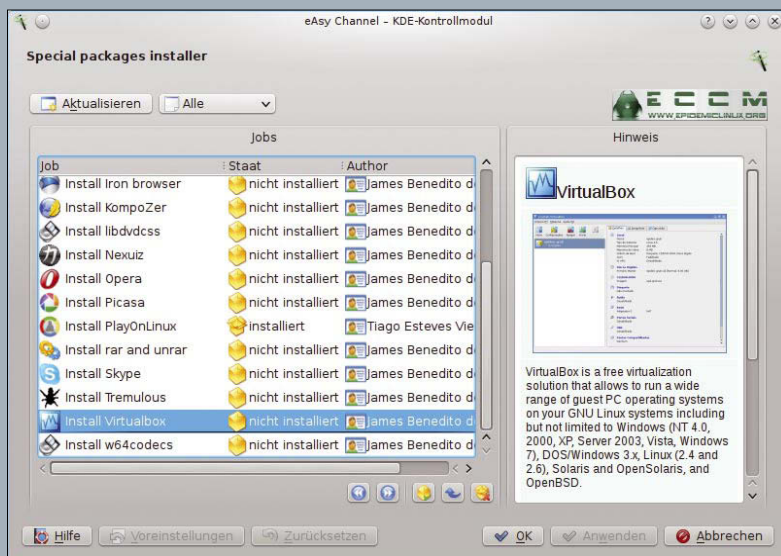 eAsy Channel – KDE-Kontrollmodul
Special packages installer
Aktualisieren
Alle
E C C M
WWW.EPIDEMICLINUX.ORG
Jobs
Job Staat Author
Install Iron browser nicht installiert James Benedito d
Install KompoZer nicht installiert James Benedito d
Install libdvdcss nicht installiert James Benedito d
Install Nexuiz nicht installiert James Benedito d
Install Opera nicht installiert James Benedito d
Install Picasa nicht installiert James Benedito d
Install PlayOnLinux installiert Tiago Esteves Vie
Install rar and unrar nicht installiert James Benedito d
Install Skype nicht installiert James Benedito d
Install Tremulous nicht installiert James Benedito d
Install Virtualbox nicht installiert James Benedito d
Install w64codecs nicht installiert James Benedito d
Hinweis
VirtualBox
VirtualBox is a free virtualization
solution that allows to run a wide
range of guest PC operating systems
on your GNU Linux systems including
but not limited to Windows (NT 4.0,
2000, XP, Server 2003, Vista, Windows
7), DOS/Windows 3.x, Linux (2.4 and
2.6), Solaris and OpenSolaris, and
OpenBSD.
Hilfe
Voreinstellungen
Zurücksetzen
OK
Anwenden
Abbrechen